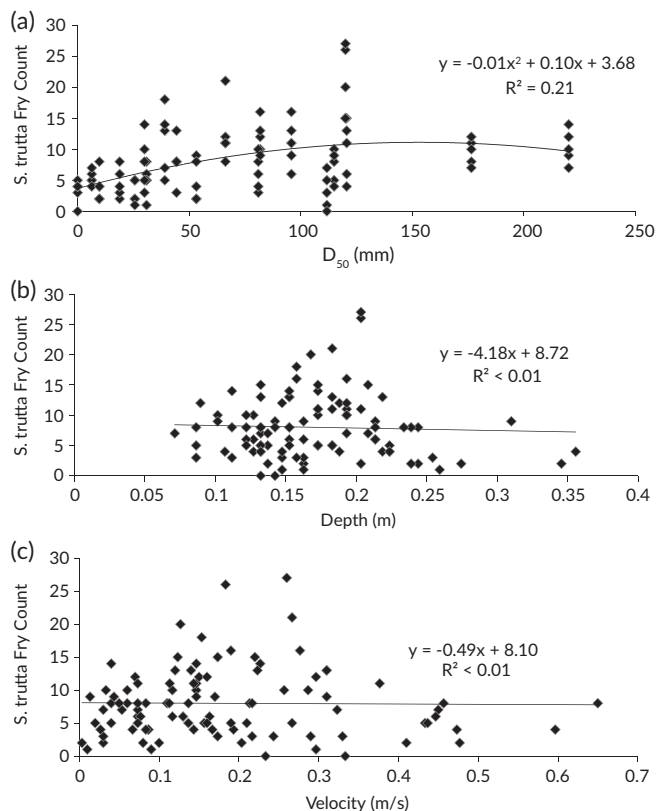 (a)
30
25
20
15
10
5
0
S. trutta Fry Count
y = -0.01x² + 0.10x + 3.68
R² = 0.21
0 50 100 150 200 250
D₅₀ (mm)
(b)
30
25
20
15
10
5
0
S. trutta Fry Count
y = -4.18x + 8.72
R² < 0.01
0 0.05 0.1 0.15 0.2 0.25 0.3 0.35 0.4
Depth (m)
(c)
30
25
20
15
10
5
0
S. trutta Fry Count
y = -0.49x + 8.10
R² < 0.01
0 0.1 0.2 0.3 0.4 0.5 0.6 0.7
Velocity (m/s)